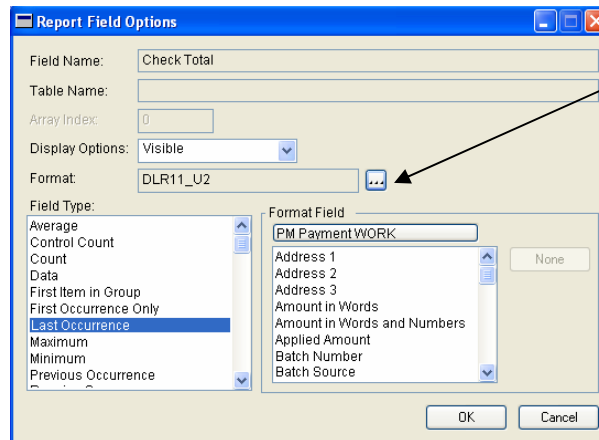 Report Field Options
Field Name: Check Total
Table Name:
Array Index: 0
Display Options: Visible
Format: DLR11_U2 ...
Field Type:
Average
Control Count
Count
Data
First Item in Group
First Occurrence Only
Last Occurrence
Maximum
Minimum
Previous Occurrence
Format Field
PM Payment WORK
Address 1
Address 2
Address 3
Amount in Words
Amount in Words and Numbers
Applied Amount
Batch Number
Batch Source
None
OK Cancel